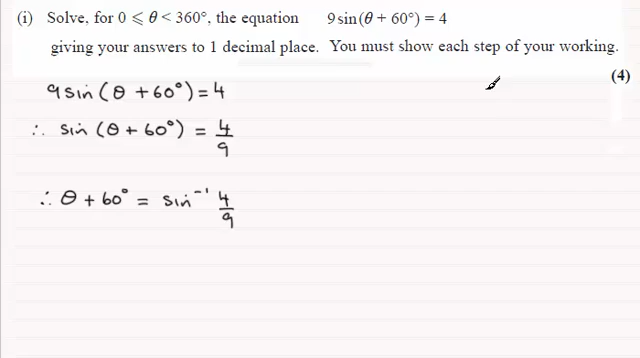 (i) Solve, for 0 ⩽ θ < 360°, the equation 9 sin(θ + 60°) = 4
giving your answers to 1 decimal place. You must show each step of your working.
(4)
9 sin(θ + 60°) = 4
∴ sin(θ + 60°) = 4/9
∴ θ + 60° = sin⁻¹ 4/9